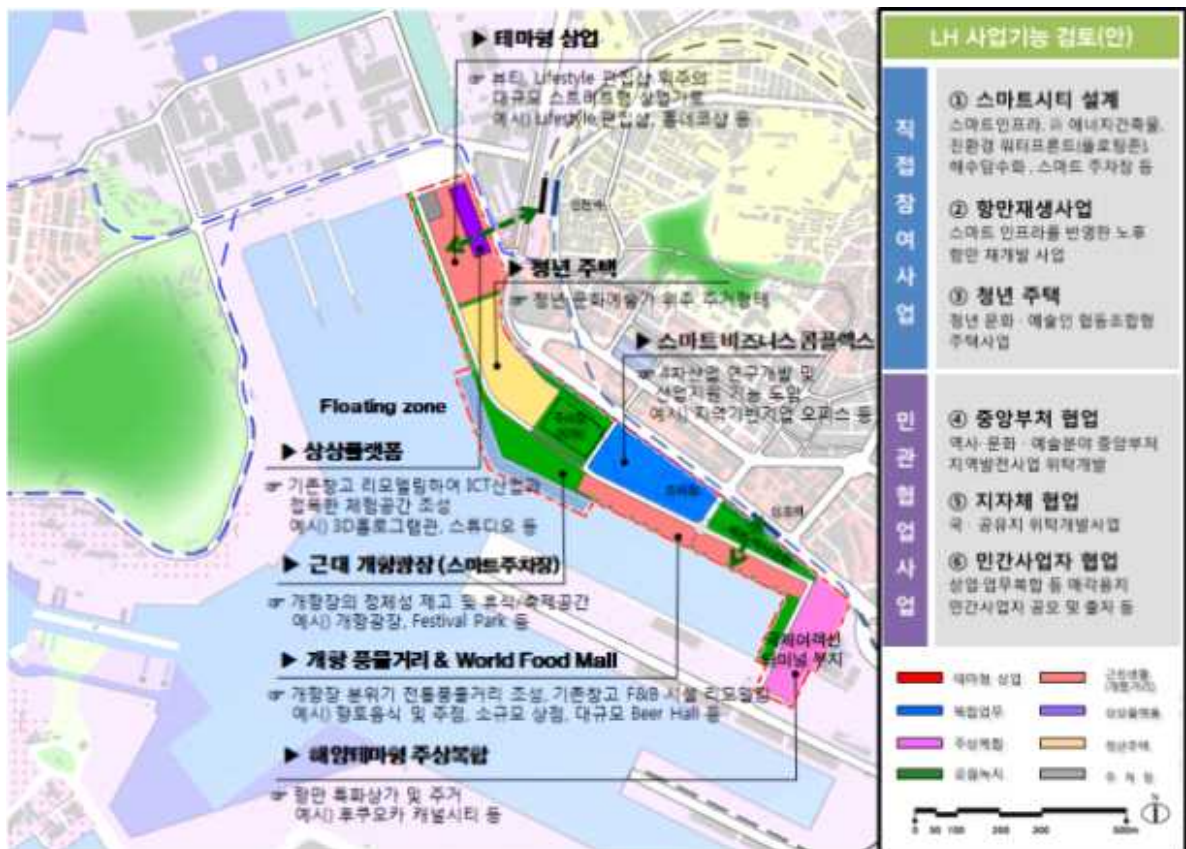 ▶ 테마형 상업
☞ 뷰티, Lifestyle 편집샵 위주의
대규모 스트리트형 상업가로
예시) Lifestyle 편집샵, 홈데코샵 등
인천역
▶ 청년 주택
☞ 청년 문화예술가 위주 주거형태
▶ 스마트 비즈니스 콤플렉스
☞ 4차산업 연구개발 및
산업지원 기능 도입
예시) 지역기반기업 오피스 등
Floating zone
▶ 상상플랫폼
☞ 기존창고 리모델링하여 ICT산업과
접목한 체험공간 조성
예시) 3D홀로그램관, 스튜디오 등
▶ 근대 개항광장 (스마트주차장)
☞ 개항장의 정체성 제고 및 휴식/축제공간
예시) 개항광장, Festival Park 등
국제여객선
터미널 부지
▶ 개항 풍물거리 & World Food Mall
☞ 개항장 분위기 전통풍물거리 조성, 기존창고 F&B 시설 리모델링
예시) 향토음식 및 주점, 소규모 상점, 대규모 Beer Hall 등
▶ 해양테마형 주상복합
☞ 항만 특화상가 및 주거
예시) 후쿠오카 캐널시티 등
LH 사업기능 검토(안)
직접참여사업
① 스마트시티 설계
스마트인프라, 에너지건축물,
친환경 워터프론트(플로팅존),
해수담수화, 스마트 주차장 등
② 항만재생사업
스마트 인프라를 반영한 노후
항만 재개발 사업
③ 청년 주택
청년 문화·예술인 협동조합형
주택사업
민관협업사업
④ 중앙부처 협업
역사·문화·예술분야 중앙부처
지역발전사업 위탁개발
⑤ 지자체 협업
국·공유지 위탁개발사업
⑥ 민간사업자 협업
상업·업무복합 등 매각용지
민간사업자 공모 및 출자 등
테마형 상업
복합업무
상상플랫폼
주상복합
청년주택
공원녹지
주 차 장
N
0 50 100 200 300 500m